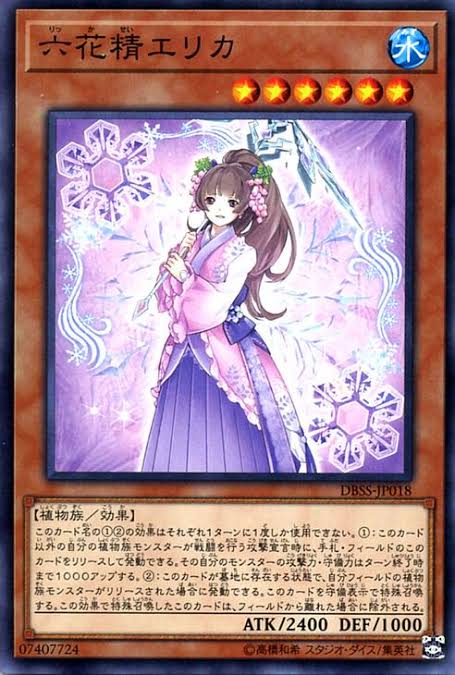 六花精エリカ
りっ か せい
水
DBSS-JP018
【植物族／効果】
このカード名の①②の効果はそれぞれ1ターンに1度しか使用できない。①：このカード
以外の自分の植物族モンスターが戦闘を行う攻撃宣言時に、手札・フィールドのこの
カードをリリースして発動できる。その自分のモンスターの攻撃力・守備力はターン終了時
まで1000アップする。②：このカードが墓地に存在する状態で、自分フィールドの植物
族モンスターがリリースされた場合に発動できる。このカードを守備表示で特殊召喚
する。この効果で特殊召喚したこのカードは、フィールドから離れた場合に除外される。
ATK/2400 DEF/1000
07407724
©高橋和希 スタジオ・ダイス/集英社